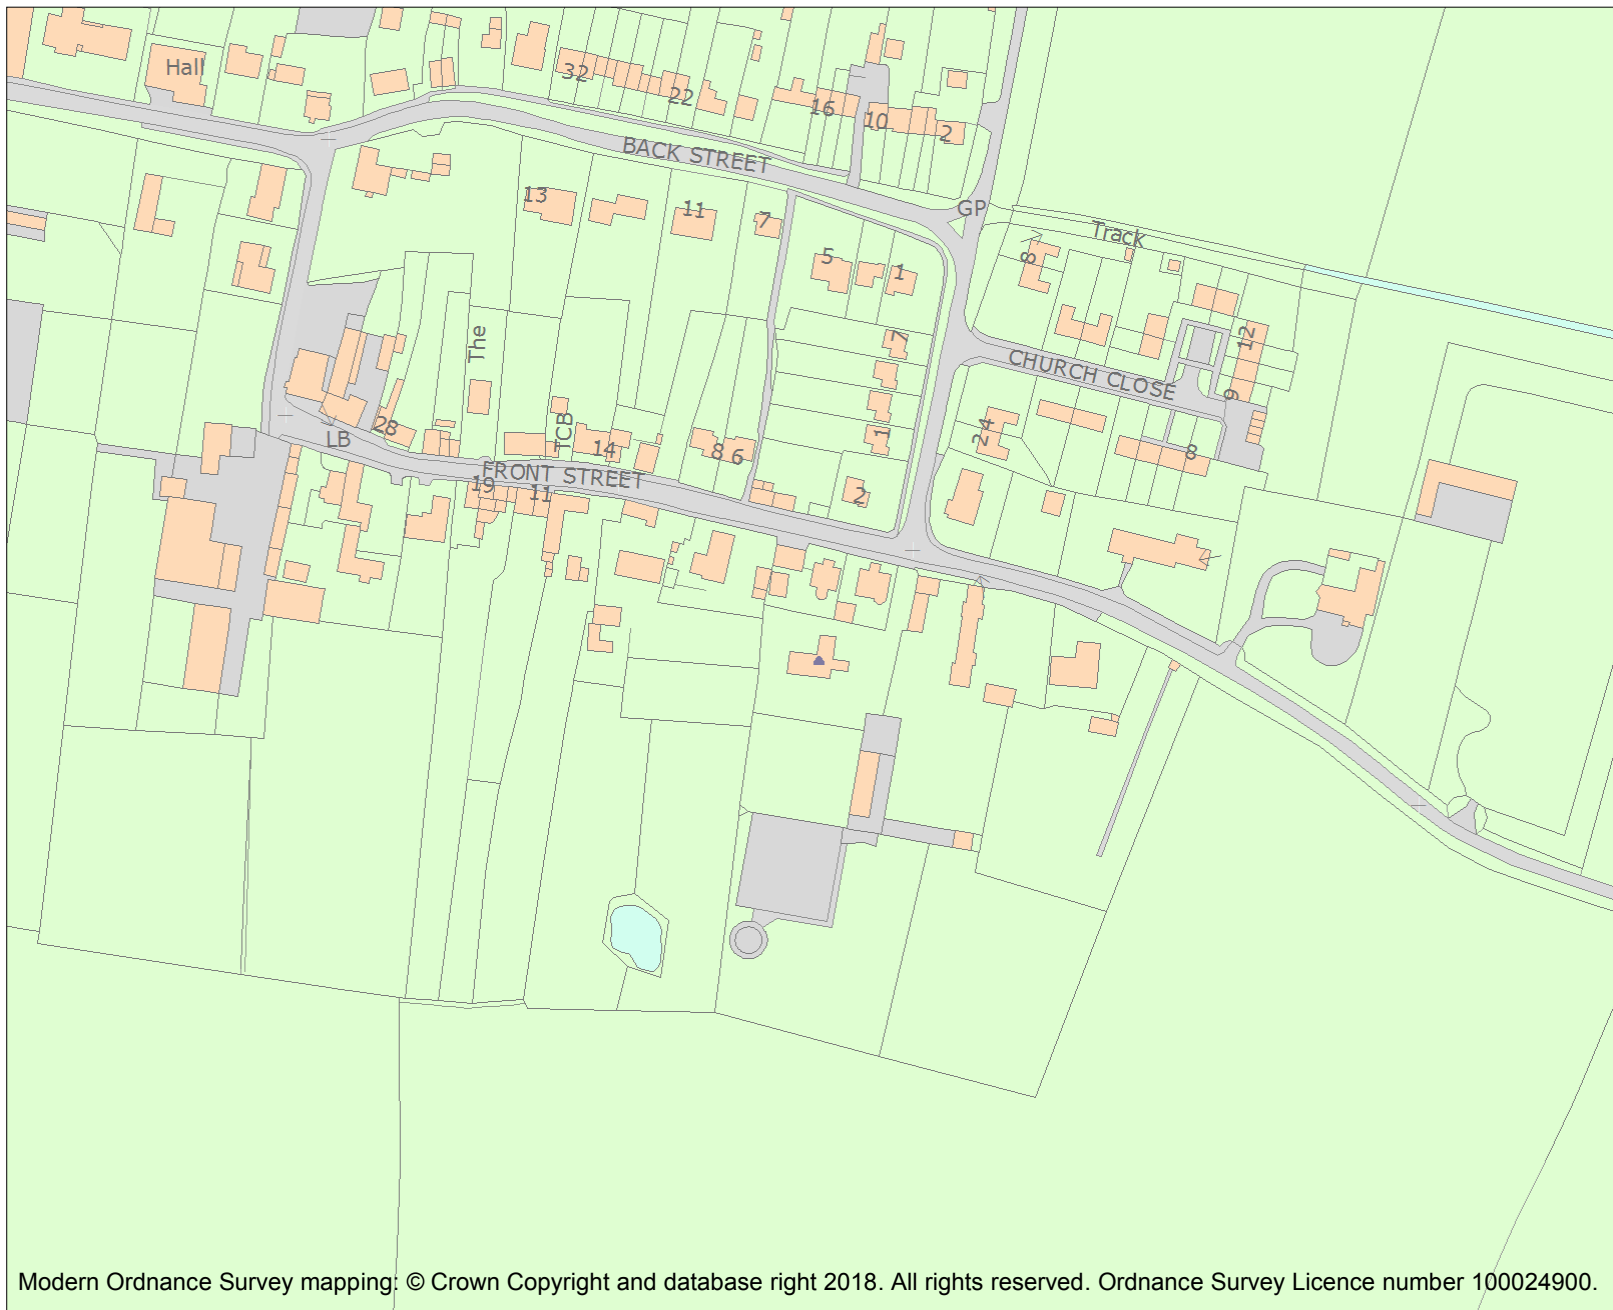 Hall
32
22
16
10
2
BACK STREET
13
11
7
GP
Track
8
5
1
7
The
CHURCH CLOSE
12
9
1
24
8
28
LB
TCB
14
8 6
FRONT STREET
19
11
2
Modern Ordnance Survey mapping: © Crown Copyright and database right 2018. All rights reserved. Ordnance Survey Licence number 100024900.